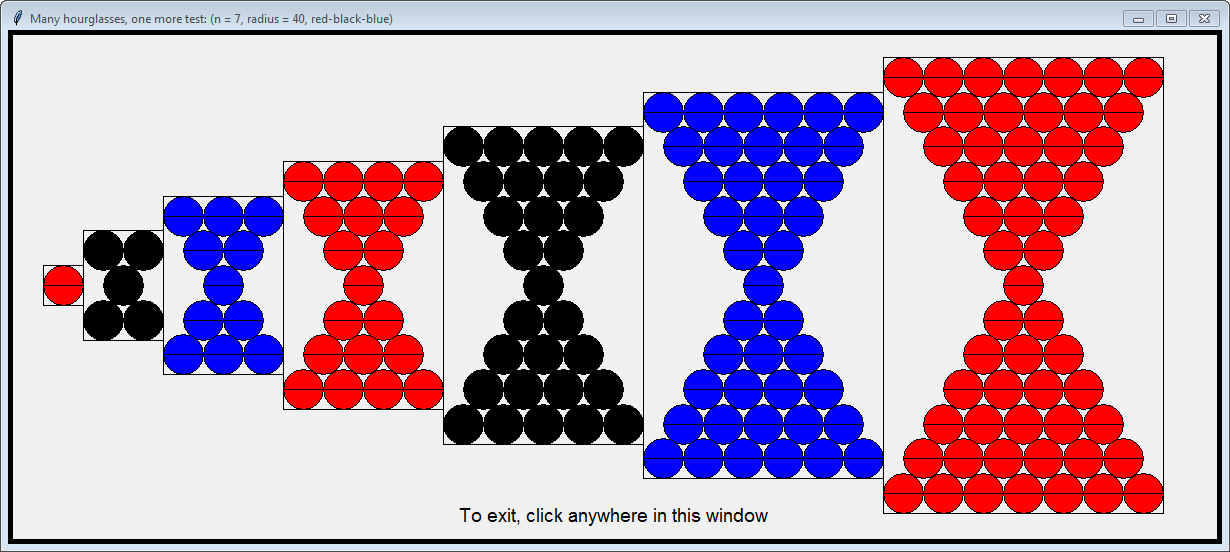 Many hourglasses, one more test: (n = 7, radius = 40, red-black-blue)
To exit, click anywhere in this window